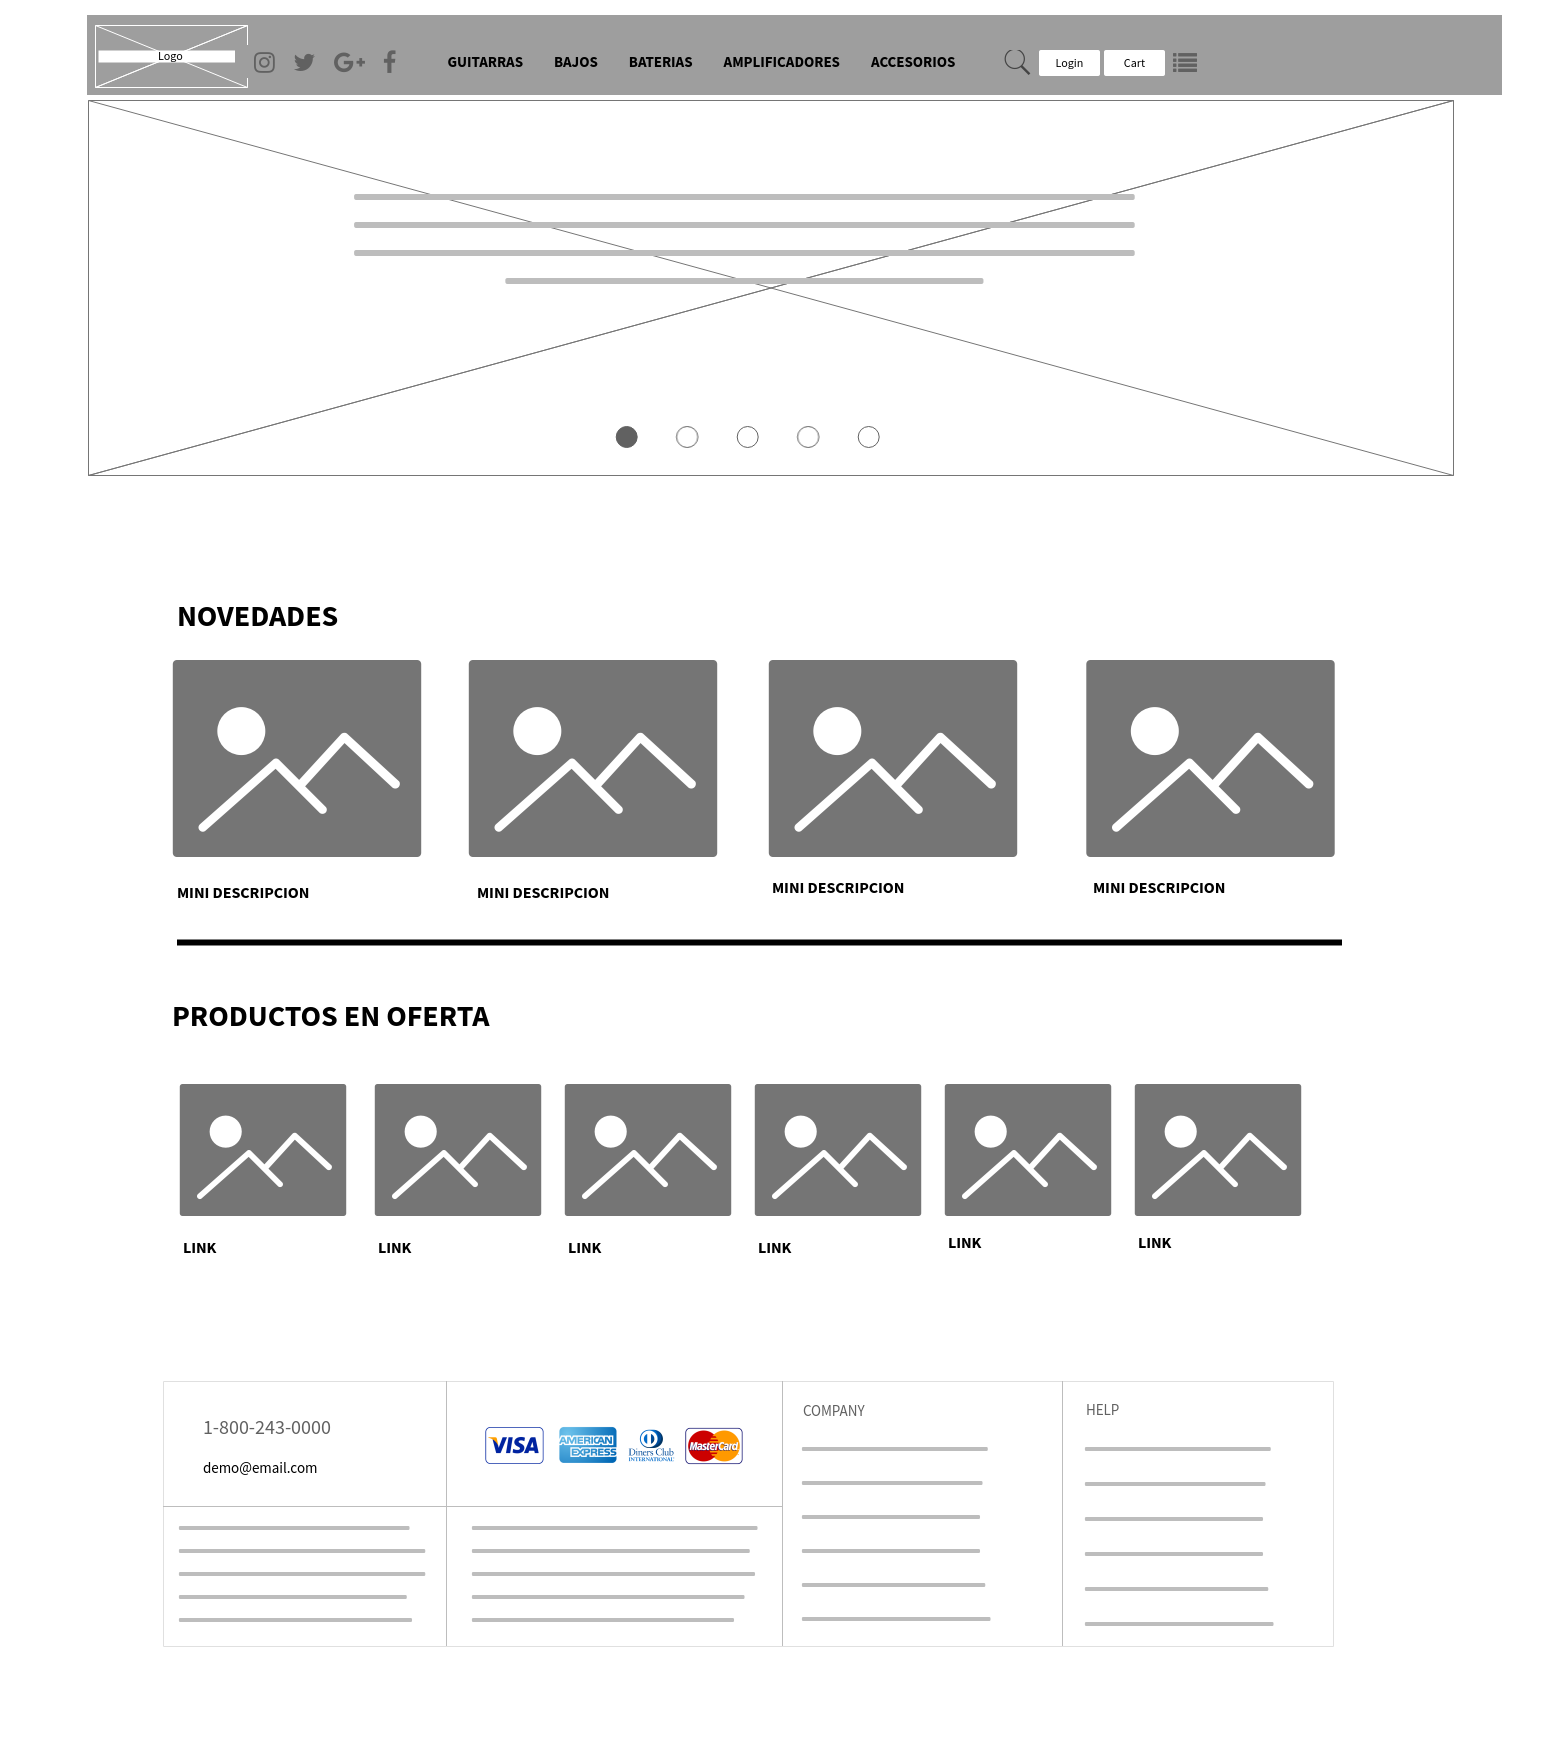 Logo
GUITARRAS BAJOS BATERIAS AMPLIFICADORES ACCESORIOS
Login
Cart
NOVEDADES
MINI DESCRIPCION
MINI DESCRIPCION
MINI DESCRIPCION
MINI DESCRIPCION
PRODUCTOS EN OFERTA
LINK
LINK
LINK
LINK
LINK
LINK
1-800-243-0000
demo@email.com
VISA
AMERICAN
EXPRESS
Diners Club
INTERNATIONAL
MasterCard
COMPANY
HELP